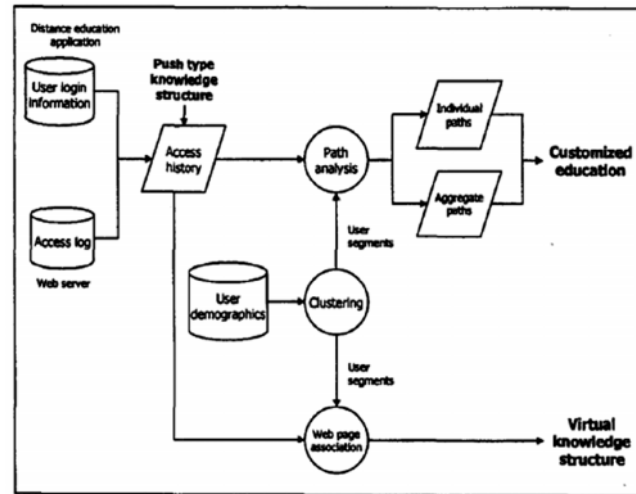 Distance education
application
User login
information
Push type
knowledge
structure
Access
history
Access log
Web server
Path
analysis
Individual
paths
Aggregate
paths
Customized
education
User
segments
User
demographics
Clustering
User
segments
Web page
association
Virtual
knowledge
structure